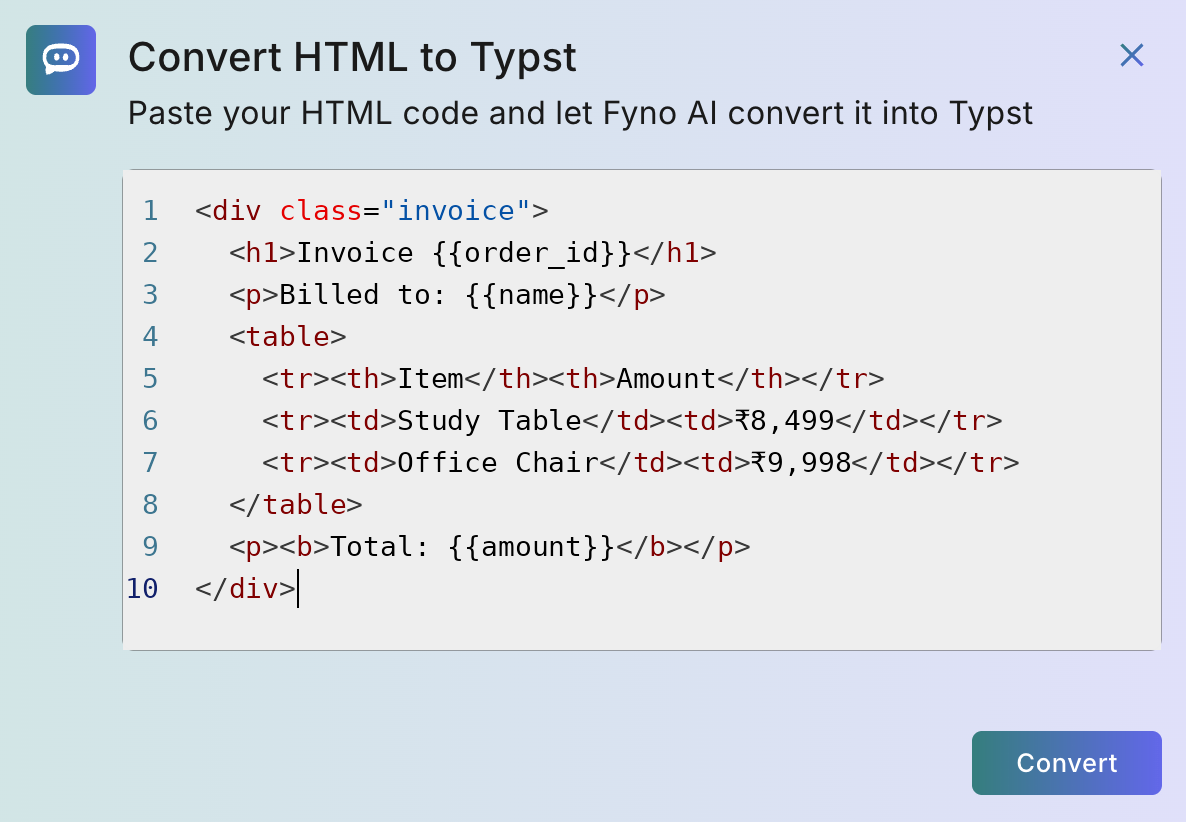 Convert HTML to Typst
Paste your HTML code and let Fyno AI convert it into Typst
1 <div class="invoice">
2   <h1>Invoice {{order_id}}</h1>
3   <p>Billed to: {{name}}</p>
4   <table>
5     <tr><th>Item</th><th>Amount</th></tr>
6     <tr><td>Study Table</td><td>₹8,499</td></tr>
7     <tr><td>Office Chair</td><td>₹9,998</td></tr>
8   </table>
9   <p><b>Total: {{amount}}</b></p>
10 </div>
Convert